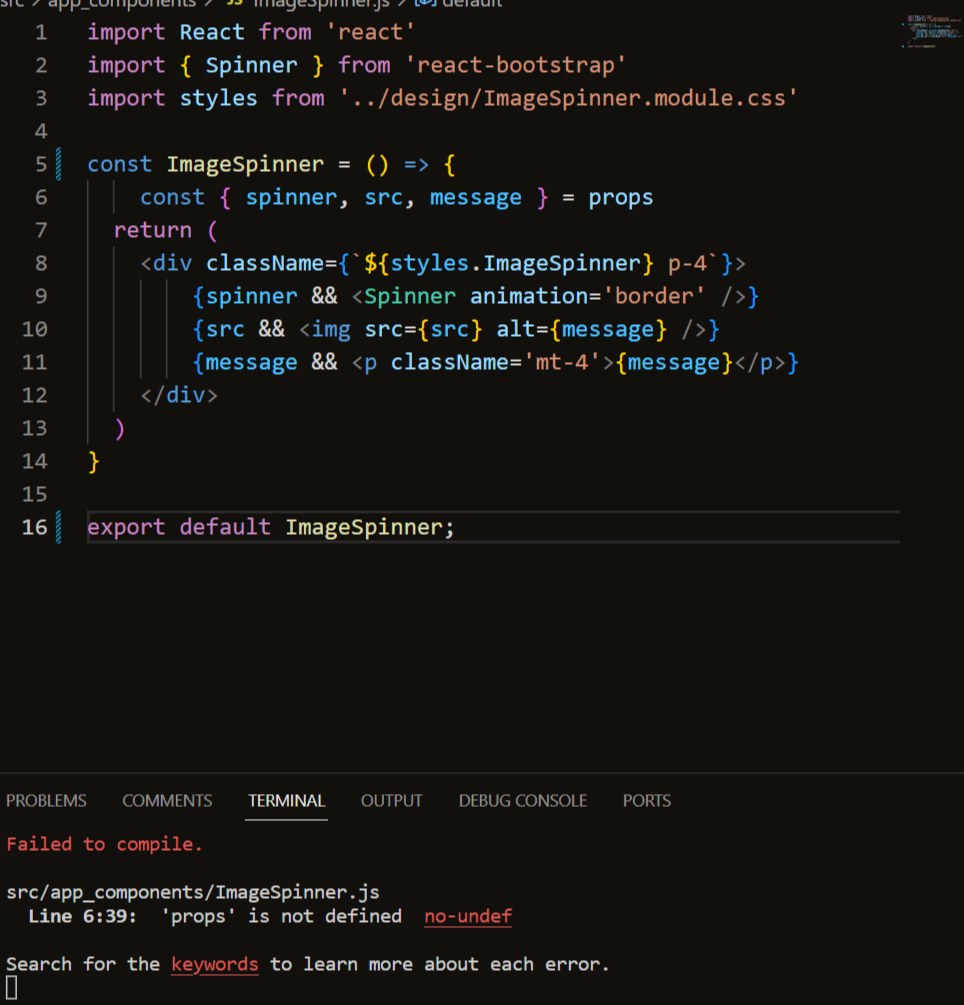 src > app_components > JS ImageSpinner.js > default
1 import React from 'react'
2 import { Spinner } from 'react-bootstrap'
3 import styles from '../design/ImageSpinner.module.css'
4
5 const ImageSpinner = () => {
6     const { spinner, src, message } = props
7   return (
8     <div className={`${styles.ImageSpinner} p-4`}>
9         {spinner && <Spinner animation='border' />}
10         {src && <img src={src} alt={message} />}
11         {message && <p className='mt-4'>{message}</p>}
12     </div>
13   )
14 }
15
16 export default ImageSpinner;
PROBLEMS COMMENTS TERMINAL OUTPUT DEBUG CONSOLE PORTS
Failed to compile.
src/app_components/ImageSpinner.js
  Line 6:39:  'props' is not defined  no-undef
Search for the keywords to learn more about each error.